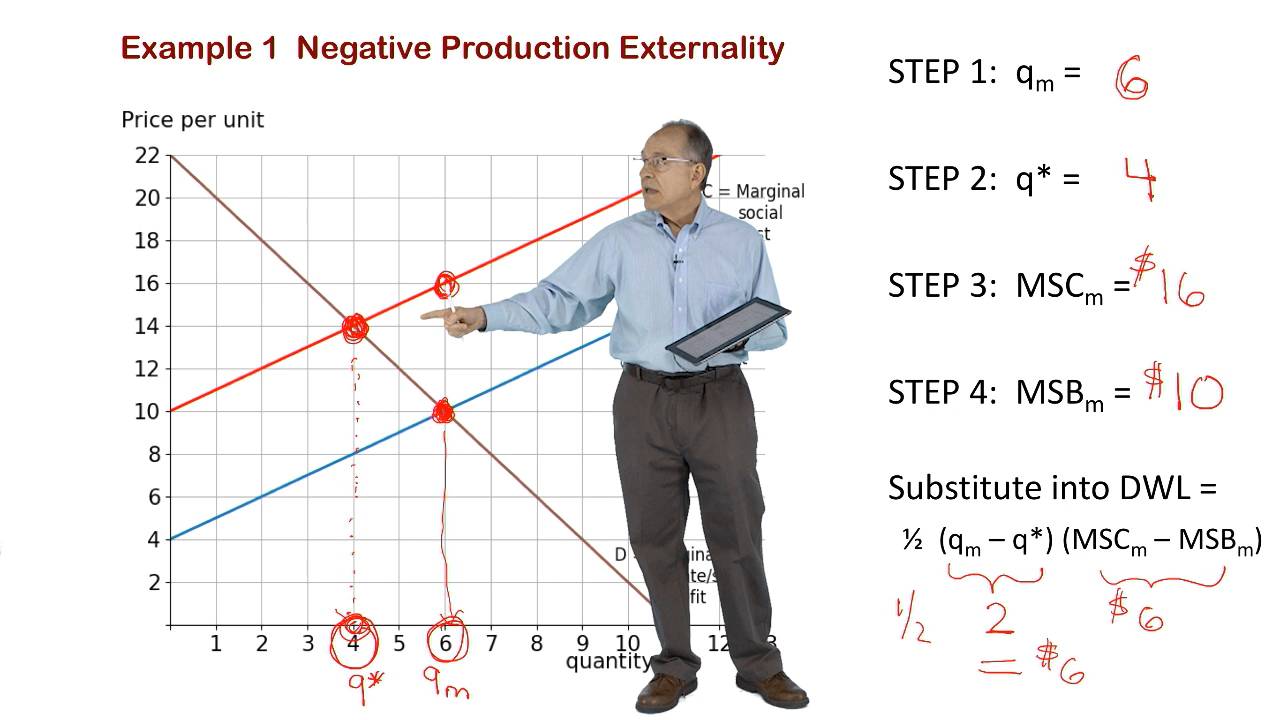 Example 1 Negative Production Externality
Price per unit
22
20
18
16
14
12
10
8
6
4
2
1 2 3 4 5 6 7 8 9 10
quantity
q* qm
C = Marginal
social
D
STEP 1: qm = 6
STEP 2: q* = 4
STEP 3: MSCm = $16
STEP 4: MSBm = $10
Substitute into DWL =
½ (qm – q*) (MSCm – MSBm)
1/2 2 $6
= $6